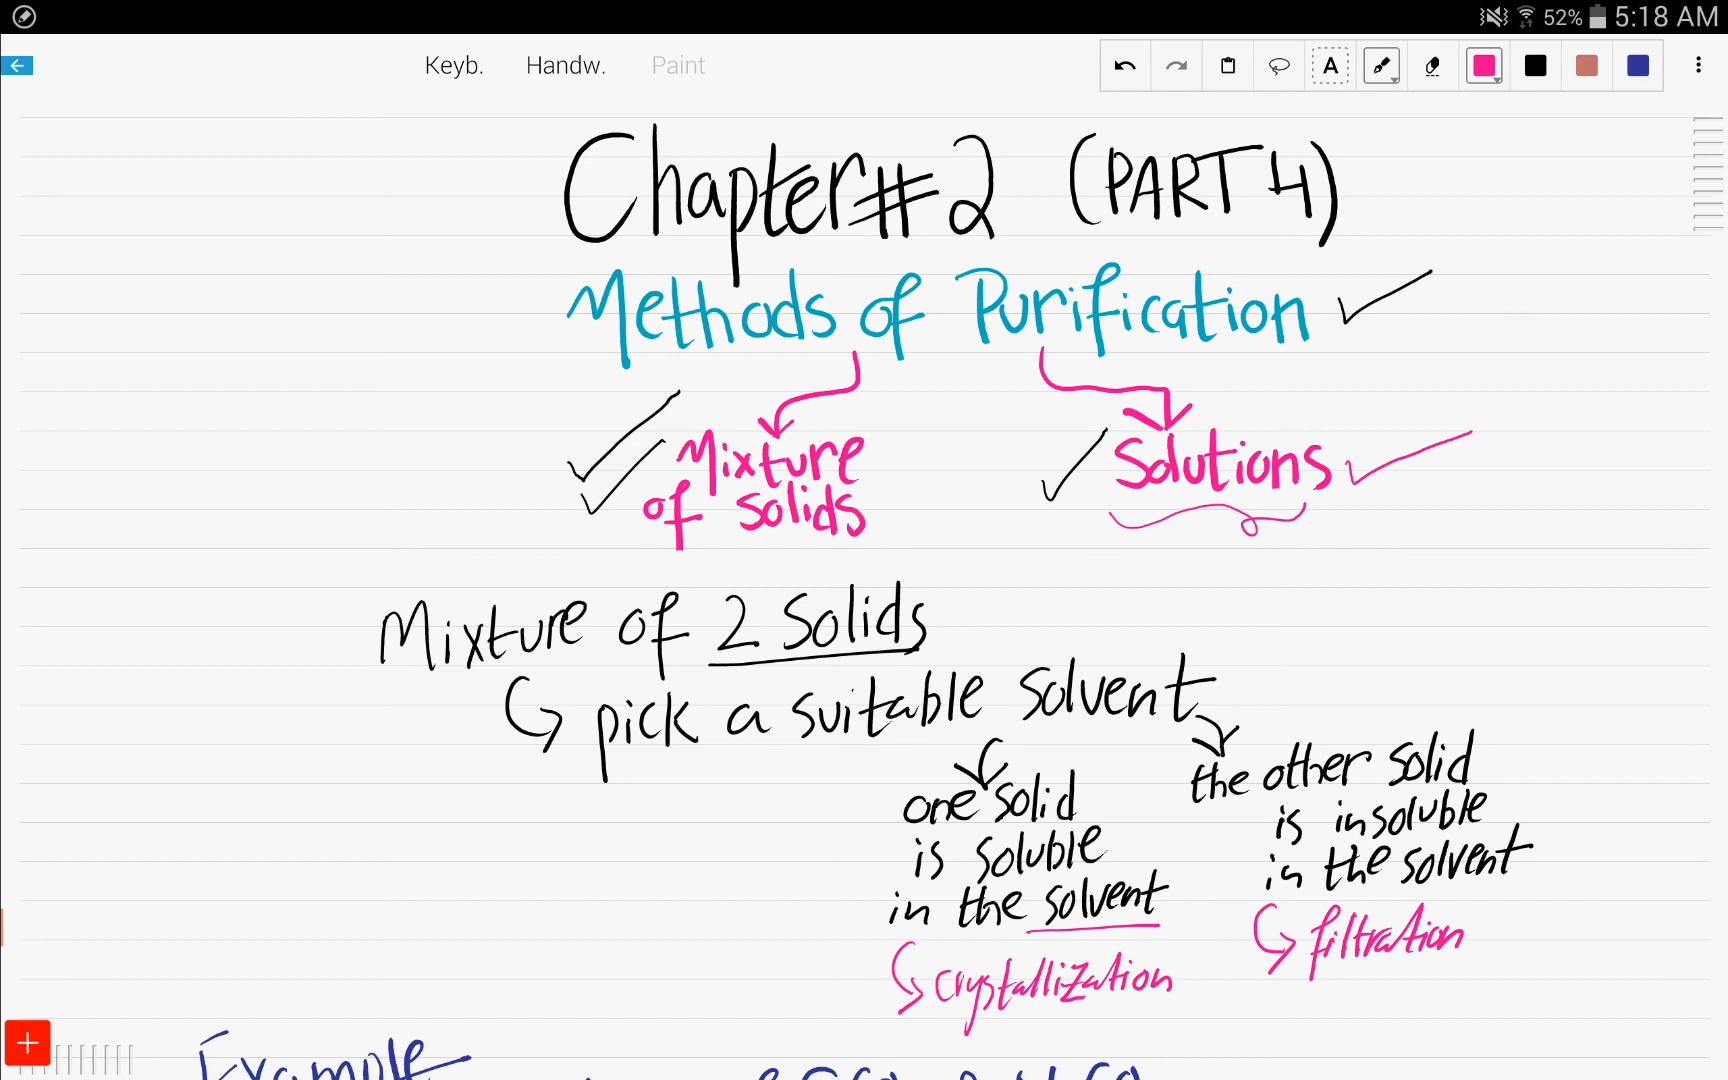 52% 5:18 AM
Keyb. Handw. Paint
A
Chapter#2 (PART 4)
Methods of Purification
Mixture
of solids
Solutions
Mixture of 2 Solids
pick a suitable solvent
one solid
is soluble
in the solvent
crystallization
the other solid
is insoluble
in the solvent
filtration
Example